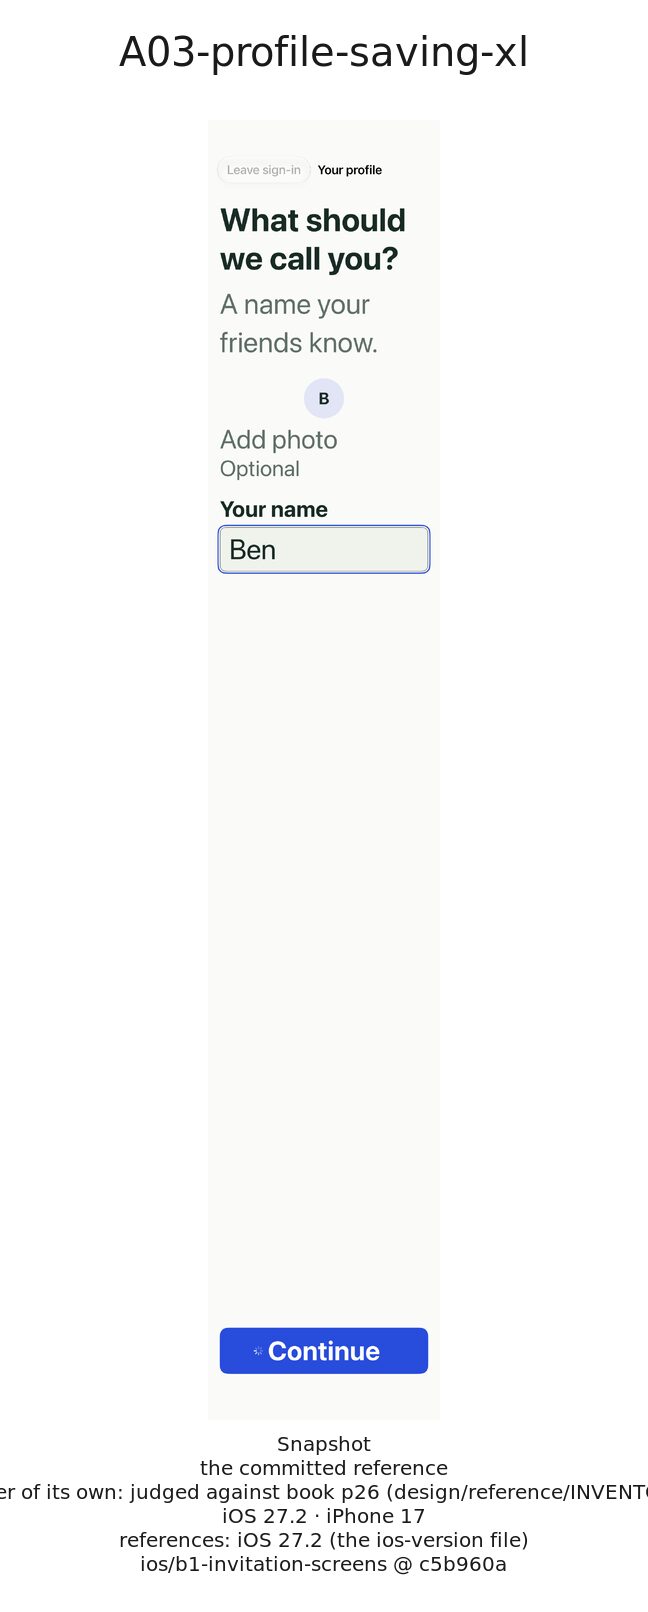 A03-profile-saving-xl
Leave sign-in
Your profile
What should
we call you?
A name your
friends know.
B
Add photo
Optional
Your name
Ben
Continue
Snapshot
the committed reference
of its own: judged against book p26 (design/reference/
iOS 27.2 · iPhone 17
references: iOS 27.2 (the ios-version file)
ios/b1-invitation-screens @ c5b960a